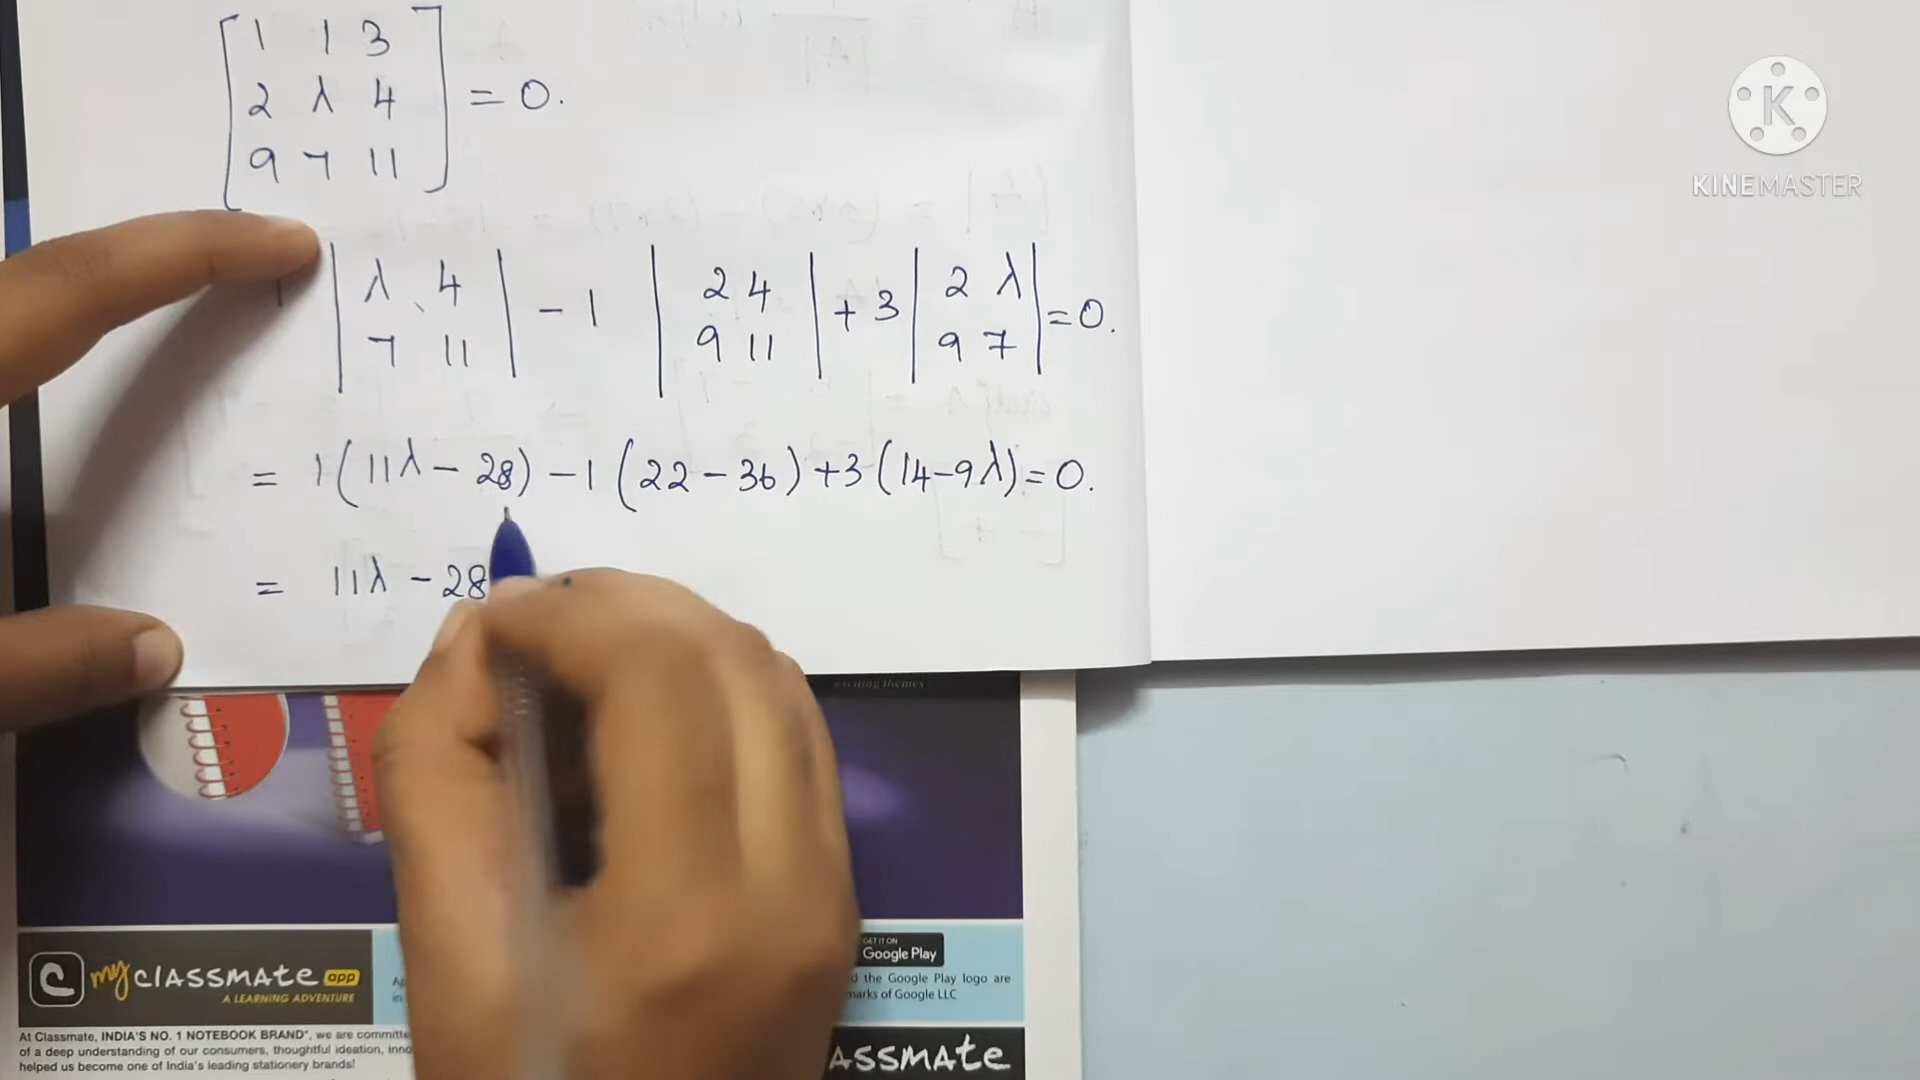 1 1 3
2 λ 4 = 0.
9 7 11
1 | λ 4 | - 1 | 2 4 | + 3 | 2 λ | = 0.
| 7 11 | | 9 11 | | 9 7 |
= 1 (11λ - 28) - 1 (22 - 36) + 3 (14 - 9λ) = 0.
= 11λ - 28
KINEMASTER
exciting themes
my CLASSMATE app
A LEARNING ADVENTURE
At Classmate, INDIA'S NO. 1 NOTEBOOK BRAND*, we are committe
of a deep understanding of our consumers, thoughtful ideation, inno
helped us become one of India's leading stationery brands!
GET IT ON
Google Play
d the Google Play logo are
marks of Google LLC
ASSMATE